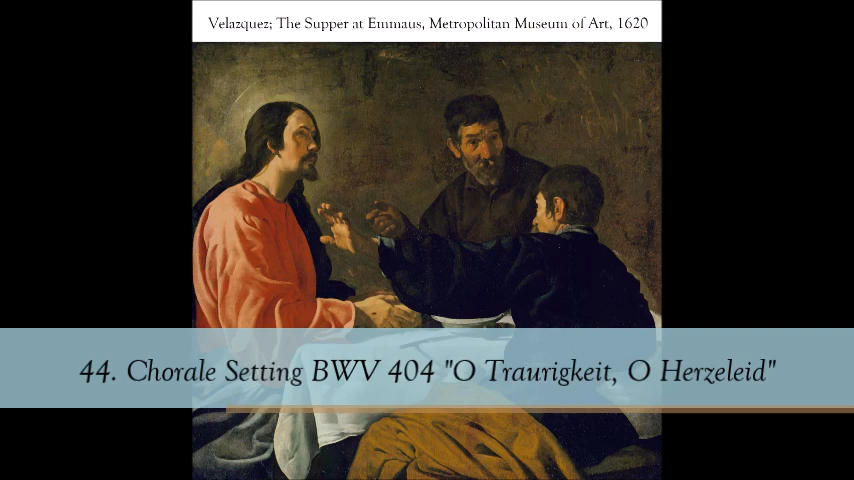 Velazquez; The Supper at Emmaus, Metropolitan Museum of Art, 1620
44. Chorale Setting BWV 404 "O Traurigkeit, O Herzeleid"